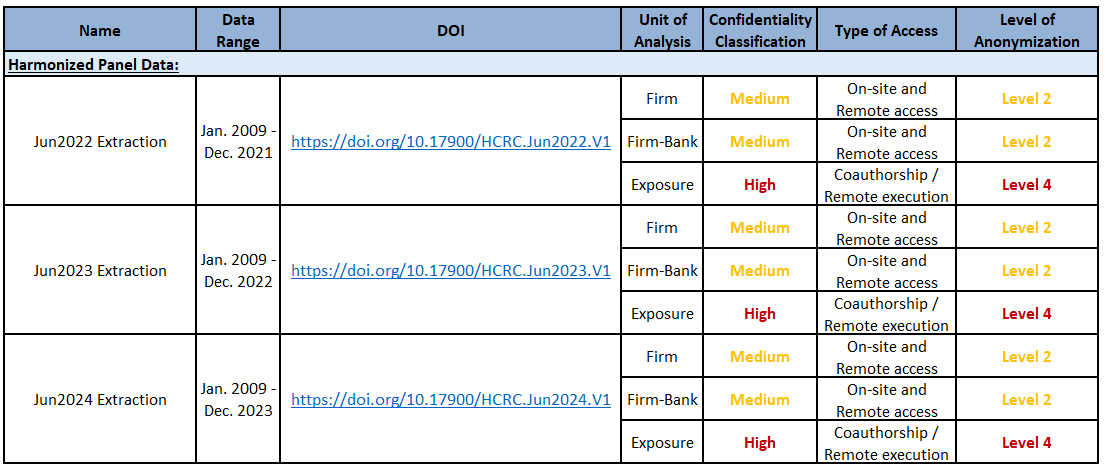 Name
Data
Range
DOI
Unit of
Analysis
Confidentiality
Classification
Type of Access
Level of
Anonymization
Harmonized Panel Data:
Jun2022 Extraction
Jan. 2009 -
Dec. 2021
https://doi.org/10.17900/HCRC.Jun2022.V1
Firm
Medium
On-site and
Remote access
Level 2
Firm-Bank
Medium
On-site and
Remote access
Level 2
Exposure
High
Coauthorship /
Remote execution
Level 4
Jun2023 Extraction
Jan. 2009 -
Dec. 2022
https://doi.org/10.17900/HCRC.Jun2023.V1
Firm
Medium
On-site and
Remote access
Level 2
Firm-Bank
Medium
On-site and
Remote access
Level 2
Exposure
High
Coauthorship /
Remote execution
Level 4
Jun2024 Extraction
Jan. 2009 -
Dec. 2023
https://doi.org/10.17900/HCRC.Jun2024.V1
Firm
Medium
On-site and
Remote access
Level 2
Firm-Bank
Medium
On-site and
Remote access
Level 2
Exposure
High
Coauthorship /
Remote execution
Level 4